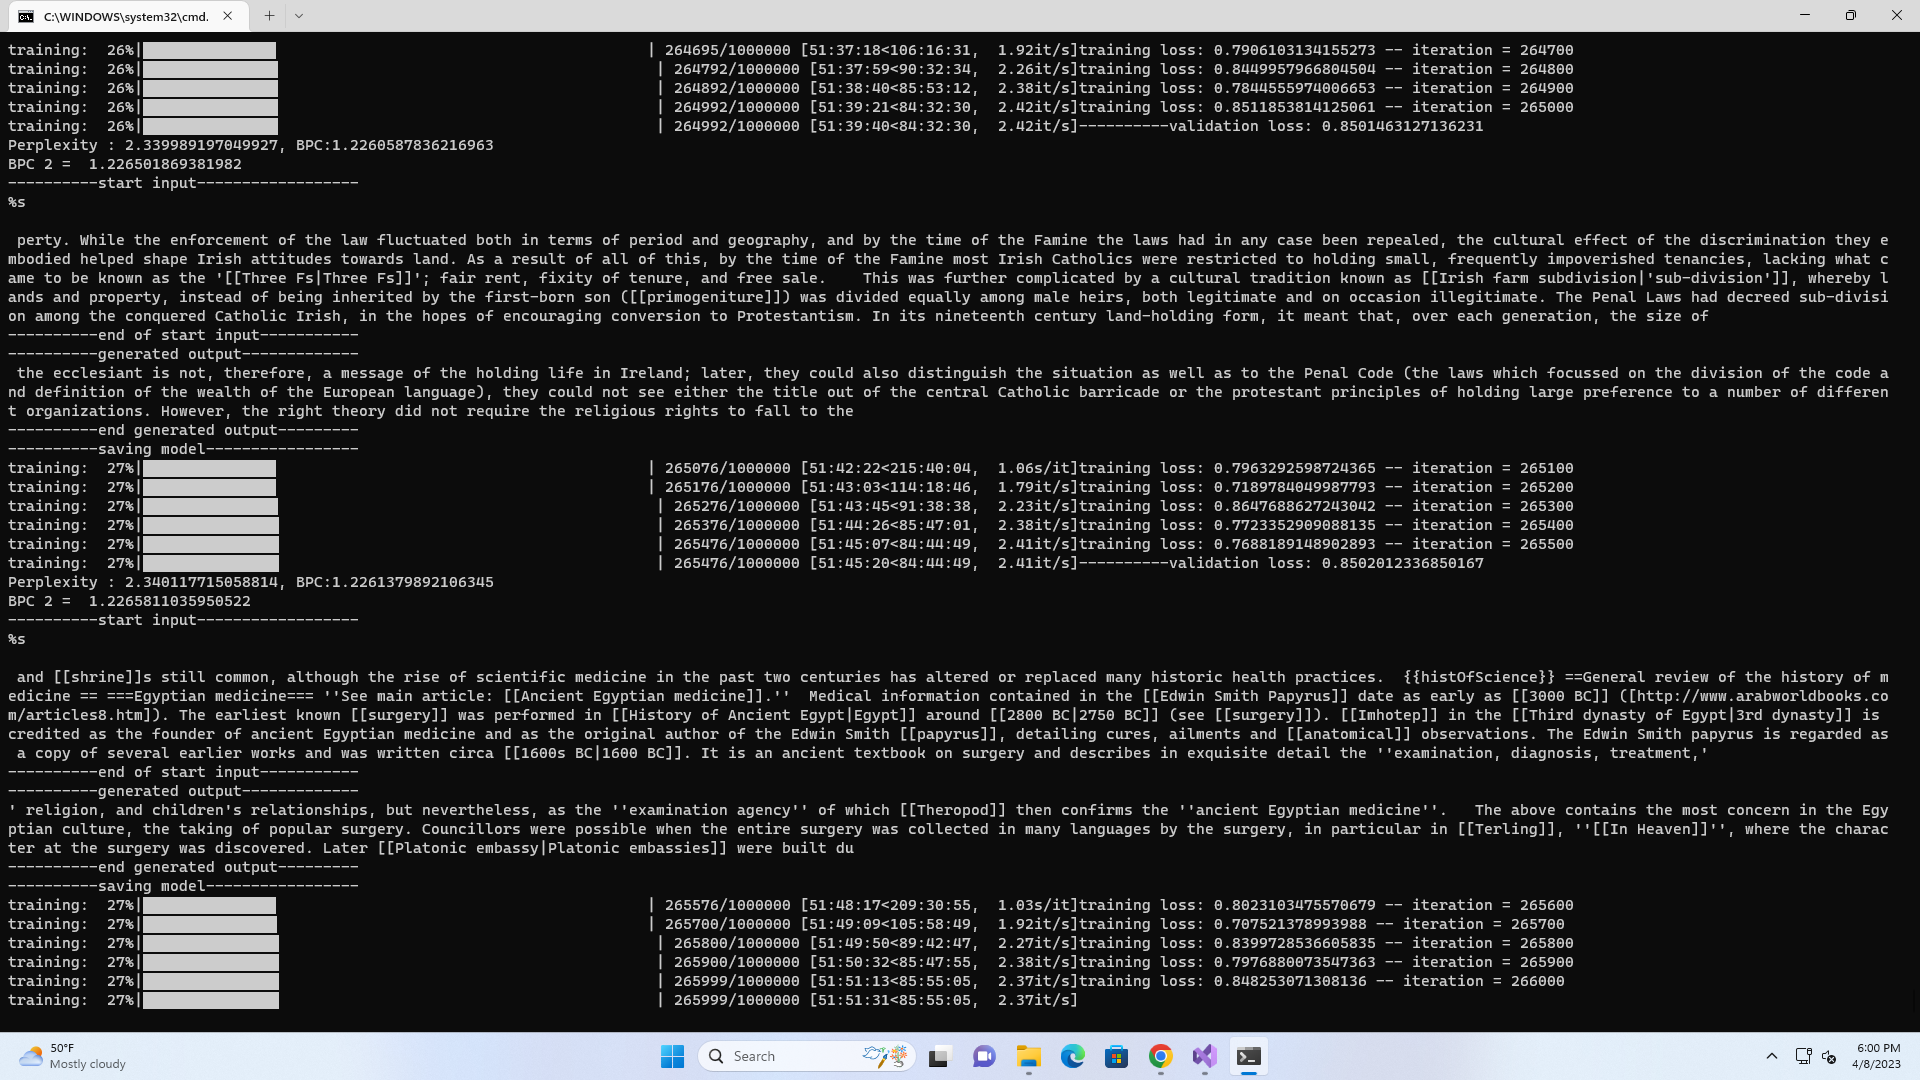 C:\WINDOWS\system32\cmd.
training:  26%|                    | 264695/1000000 [51:37:18<106:16:31,  1.92it/s]training loss: 0.7906103134155273 -- iteration = 264700
training:  26%|                    | 264792/1000000 [51:37:59<90:32:34,  2.26it/s]training loss: 0.8449957966804504 -- iteration = 264800
training:  26%|                    | 264892/1000000 [51:38:40<85:53:12,  2.38it/s]training loss: 0.7844555974006653 -- iteration = 264900
training:  26%|                    | 264992/1000000 [51:39:21<84:32:30,  2.42it/s]training loss: 0.8511853814125061 -- iteration = 265000
training:  26%|                    | 264992/1000000 [51:39:40<84:32:30,  2.42it/s]----------validation loss: 0.8501463127136231
Perplexity : 2.339989197049927, BPC:1.2260587836216963
BPC 2 =  1.226501869381982
----------start input------------------
%s
perty. While the enforcement of the law fluctuated both in terms of period and geography, and by the time of the Famine the laws had in any case been repealed, the cultural effect of the discrimination they e
mbodied helped shape Irish attitudes towards land. As a result of all of this, by the time of the Famine most Irish Catholics were restricted to holding small, frequently impoverished tenancies, lacking what c
ame to be known as the '[[Three Fs|Three Fs]]'; fair rent, fixity of tenure, and free sale.    This was further complicated by a cultural tradition known as [[Irish farm subdivision|'sub-division']], whereby l
ands and property, instead of being inherited by the first-born son ([[primogeniture]]) was divided equally among male heirs, both legitimate and on occasion illegitimate. The Penal Laws had decreed sub-divisi
on among the conquered Catholic Irish, in the hopes of encouraging conversion to Protestantism. In its nineteenth century land-holding form, it meant that, over each generation, the size of
----------end of start input-----------
----------generated output-------------
the ecclesiant is not, therefore, a message of the holding life in Ireland; later, they could also distinguish the situation as well as to the Penal Code (the laws which focussed on the division of the code a
nd definition of the wealth of the European language), they could not see either the title out of the central Catholic barricade or the protestant principles of holding large preference to a number of differen
t organizations. However, the right theory did not require the religious rights to fall to the
----------end generated output---------
----------saving model-----------------
training:  27%|                    | 265076/1000000 [51:42:22<215:40:04,  1.06s/it]training loss: 0.7963292598724365 -- iteration = 265100
training:  27%|                    | 265176/1000000 [51:43:03<114:18:46,  1.79it/s]training loss: 0.7189784049987793 -- iteration = 265200
training:  27%|                    | 265276/1000000 [51:43:45<91:38:38,  2.23it/s]training loss: 0.8647688627243042 -- iteration = 265300
training:  27%|                    | 265376/1000000 [51:44:26<85:47:01,  2.38it/s]training loss: 0.7723352909088135 -- iteration = 265400
training:  27%|                    | 265476/1000000 [51:45:07<84:44:49,  2.41it/s]training loss: 0.7688189148902893 -- iteration = 265500
training:  27%|                    | 265476/1000000 [51:45:20<84:44:49,  2.41it/s]----------validation loss: 0.8502012336850167
Perplexity : 2.340117715058814, BPC:1.2261379892106345
BPC 2 =  1.2265811035950522
----------start input------------------
%s
and [[shrine]]s still common, although the rise of scientific medicine in the past two centuries has altered or replaced many historic health practices.  {{histOfScience}} ==General review of the history of m
edicine == ===Egyptian medicine=== ''See main article: [[Ancient Egyptian medicine]].''  Medical information contained in the [[Edwin Smith Papyrus]] date as early as [[3000 BC]] ([http://www.arabworldbooks.co
m/articles8.htm]). The earliest known [[surgery]] was performed in [[History of Ancient Egypt|Egypt]] around [[2800 BC|2750 BC]] (see [[surgery]]). [[Imhotep]] in the [[Third dynasty of Egypt|3rd dynasty]] is
credited as the founder of ancient Egyptian medicine and as the original author of the Edwin Smith [[papyrus]], detailing cures, ailments and [[anatomical]] observations. The Edwin Smith papyrus is regarded as
a copy of several earlier works and was written circa [[1600s BC|1600 BC]]. It is an ancient textbook on surgery and describes in exquisite detail the ''examination, diagnosis, treatment,'
----------end of start input-----------
----------generated output-------------
' religion, and children's relationships, but nevertheless, as the ''examination agency'' of which [[Theropod]] then confirms the ''ancient Egyptian medicine''.   The above contains the most concern in the Egy
ptian culture, the taking of popular surgery. Councillors were possible when the entire surgery was collected in many languages by the surgery, in particular in [[Terling]], ''[[In Heaven]]'', where the charac
ter at the surgery was discovered. Later [[Platonic embassy|Platonic embassies]] were built du
----------end generated output---------
----------saving model-----------------
training:  27%|                    | 265576/1000000 [51:48:17<209:30:55,  1.03s/it]training loss: 0.8023103475570679 -- iteration = 265600
training:  27%|                    | 265700/1000000 [51:49:09<105:58:49,  1.92it/s]training loss: 0.707521378993988 -- iteration = 265700
training:  27%|                    | 265800/1000000 [51:49:50<89:42:47,  2.27it/s]training loss: 0.8399728536605835 -- iteration = 265800
training:  27%|                    | 265900/1000000 [51:50:32<85:47:55,  2.38it/s]training loss: 0.7976880073547363 -- iteration = 265900
training:  27%|                    | 265999/1000000 [51:51:13<85:55:05,  2.37it/s]training loss: 0.848253071308136 -- iteration = 266000
training:  27%|                    | 265999/1000000 [51:51:31<85:55:05,  2.37it/s]
50°F
Mostly cloudy
Search
6:00 PM
4/8/2023